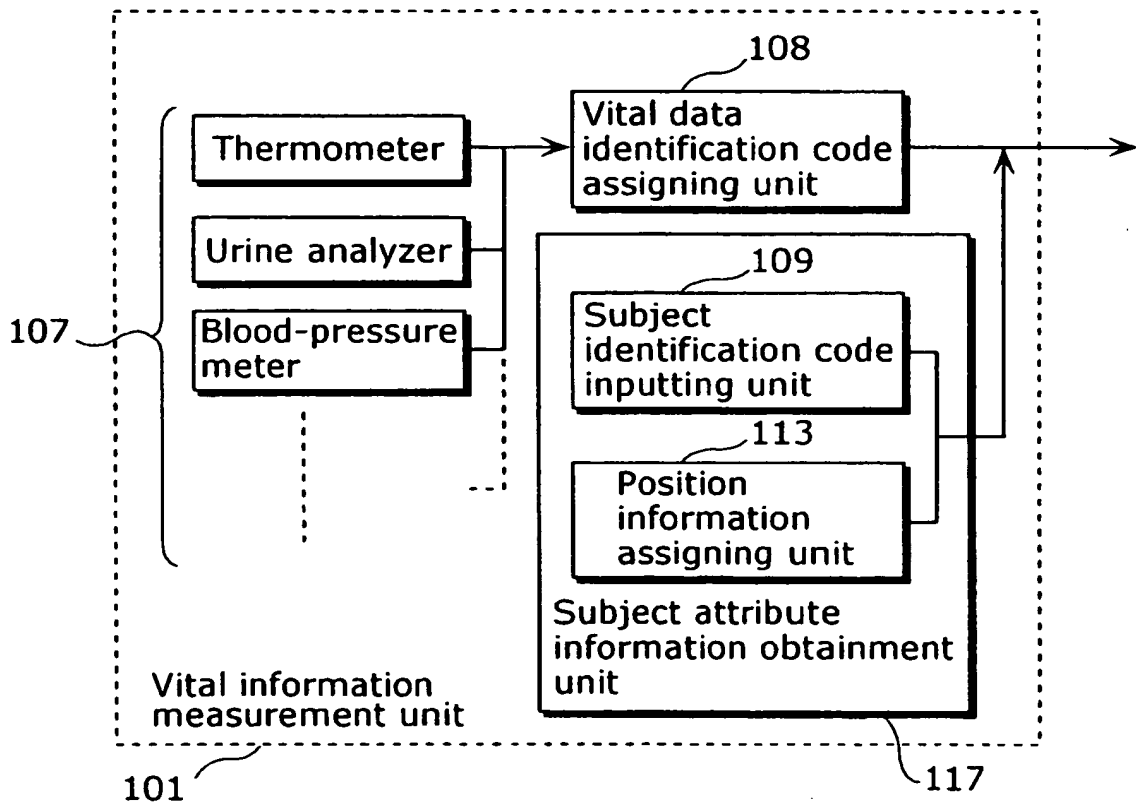 108
Vital data
identification code
assigning unit
Thermometer
Urine analyzer
Blood-pressure
meter
107
109
Subject
identification code
inputting unit
113
Position
information
assigning unit
Subject attribute
information obtainment
unit
Vital information
measurement unit
101
117